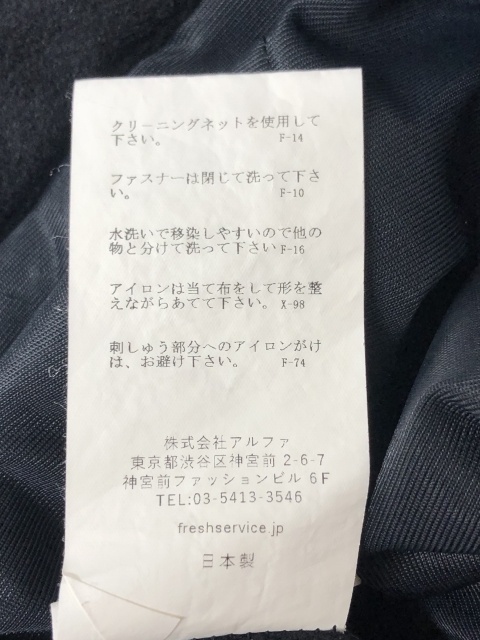 クリーニングネットを使用して
下さい。 F-14
ファスナーは閉じて洗って下さ
い。 F-10
水洗いで移染しやすいので他の
物と分けて洗って下さい F-16
アイロンは当て布をして形を整
えながらあてて下さい。 X-98
刺しゅう部分へのアイロンがけ
は、お避け下さい。 F-74
株式会社アルファ
東京都渋谷区神宮前 2-6-7
神宮前ファッションビル 6F
TEL:03-5413-3546
freshservice.jp
日本製